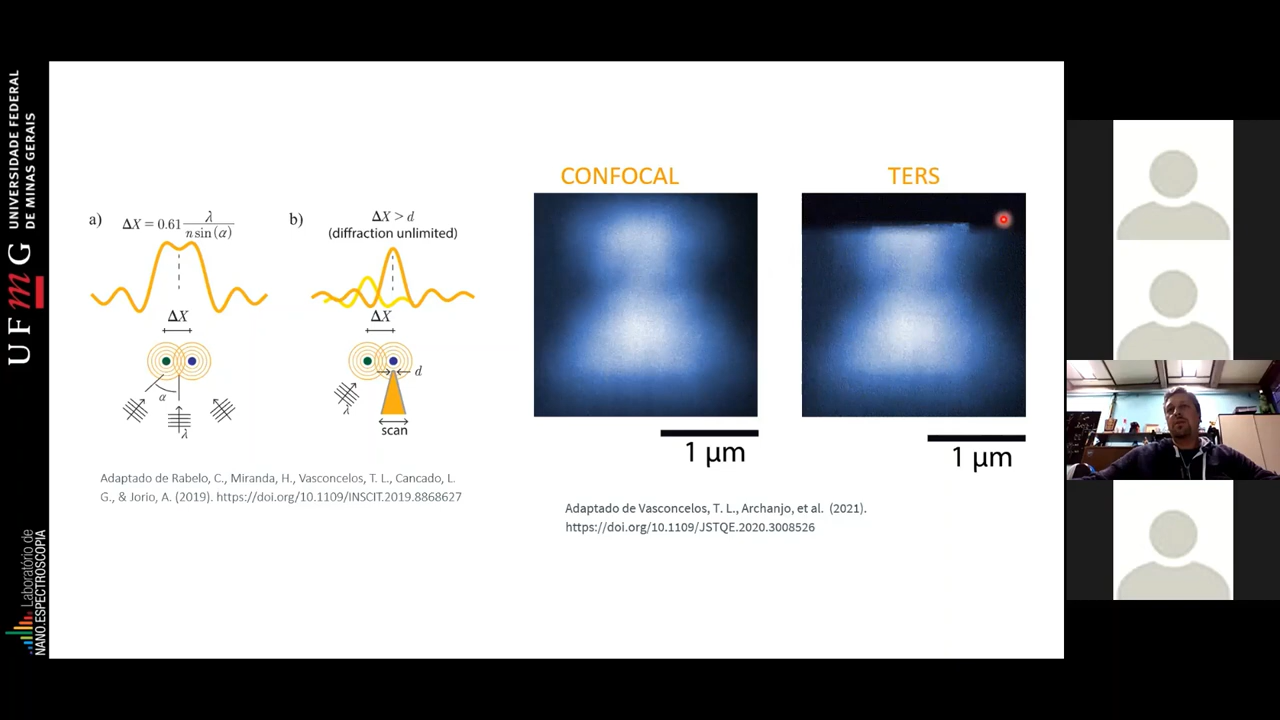 UNIVERSIDADE FEDERAL
DE MINAS GERAIS
UFmG
Laboratório de
NANO.ESPECTROSCOPIA
a)
ΔX = 0.61 λ / n sin(α)
ΔX
α
λ
b)
ΔX > d
(diffraction unlimited)
ΔX
d
λ
scan
Adaptado de Rabelo, C., Miranda, H., Vasconcelos, T. L., Cancado, L.
G., & Jorio, A. (2019). https://doi.org/10.1109/INSCIT.2019.8868627
CONFOCAL
1 µm
TERS
1 µm
Adaptado de Vasconcelos, T. L., Archanjo, et al. (2021).
https://doi.org/10.1109/JSTQE.2020.3008526